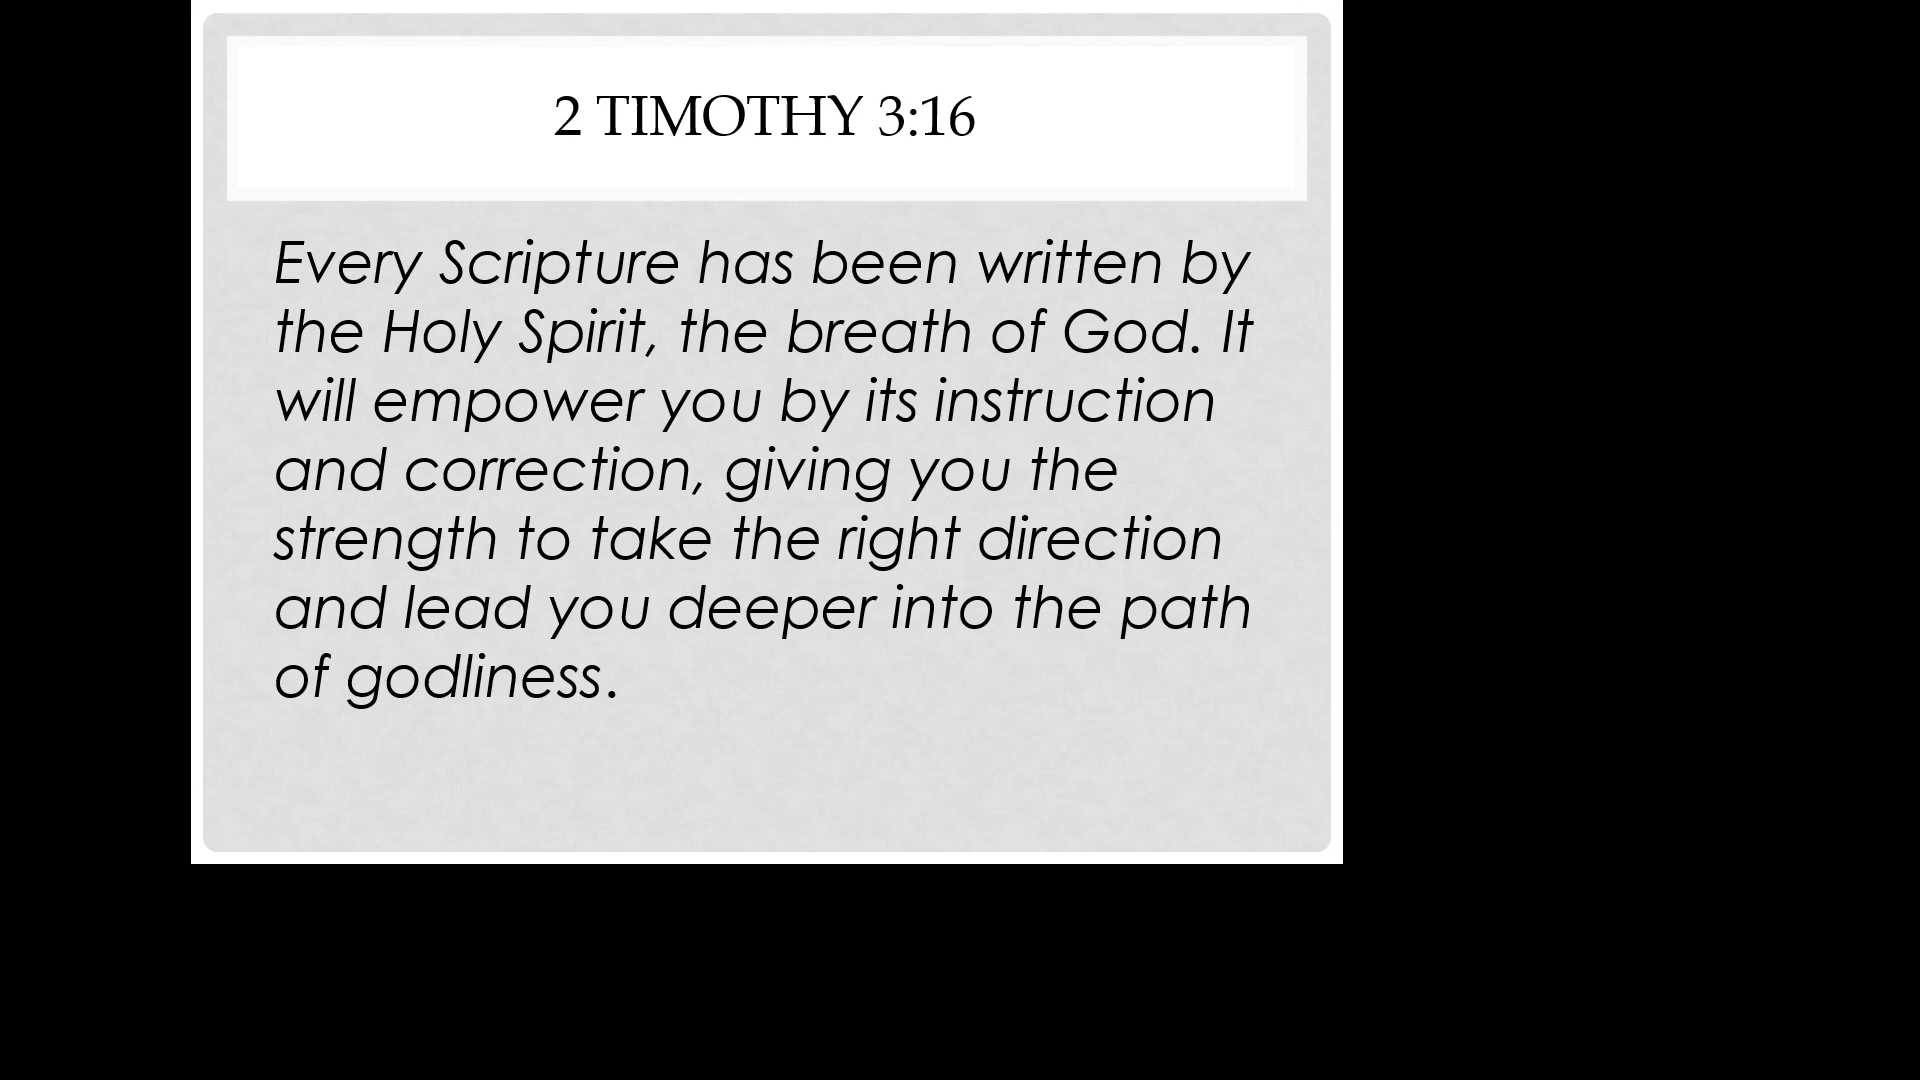 2 TIMOTHY 3:16
Every Scripture has been written by
the Holy Spirit, the breath of God. It
will empower you by its instruction
and correction, giving you the
strength to take the right direction
and lead you deeper into the path
of godliness.